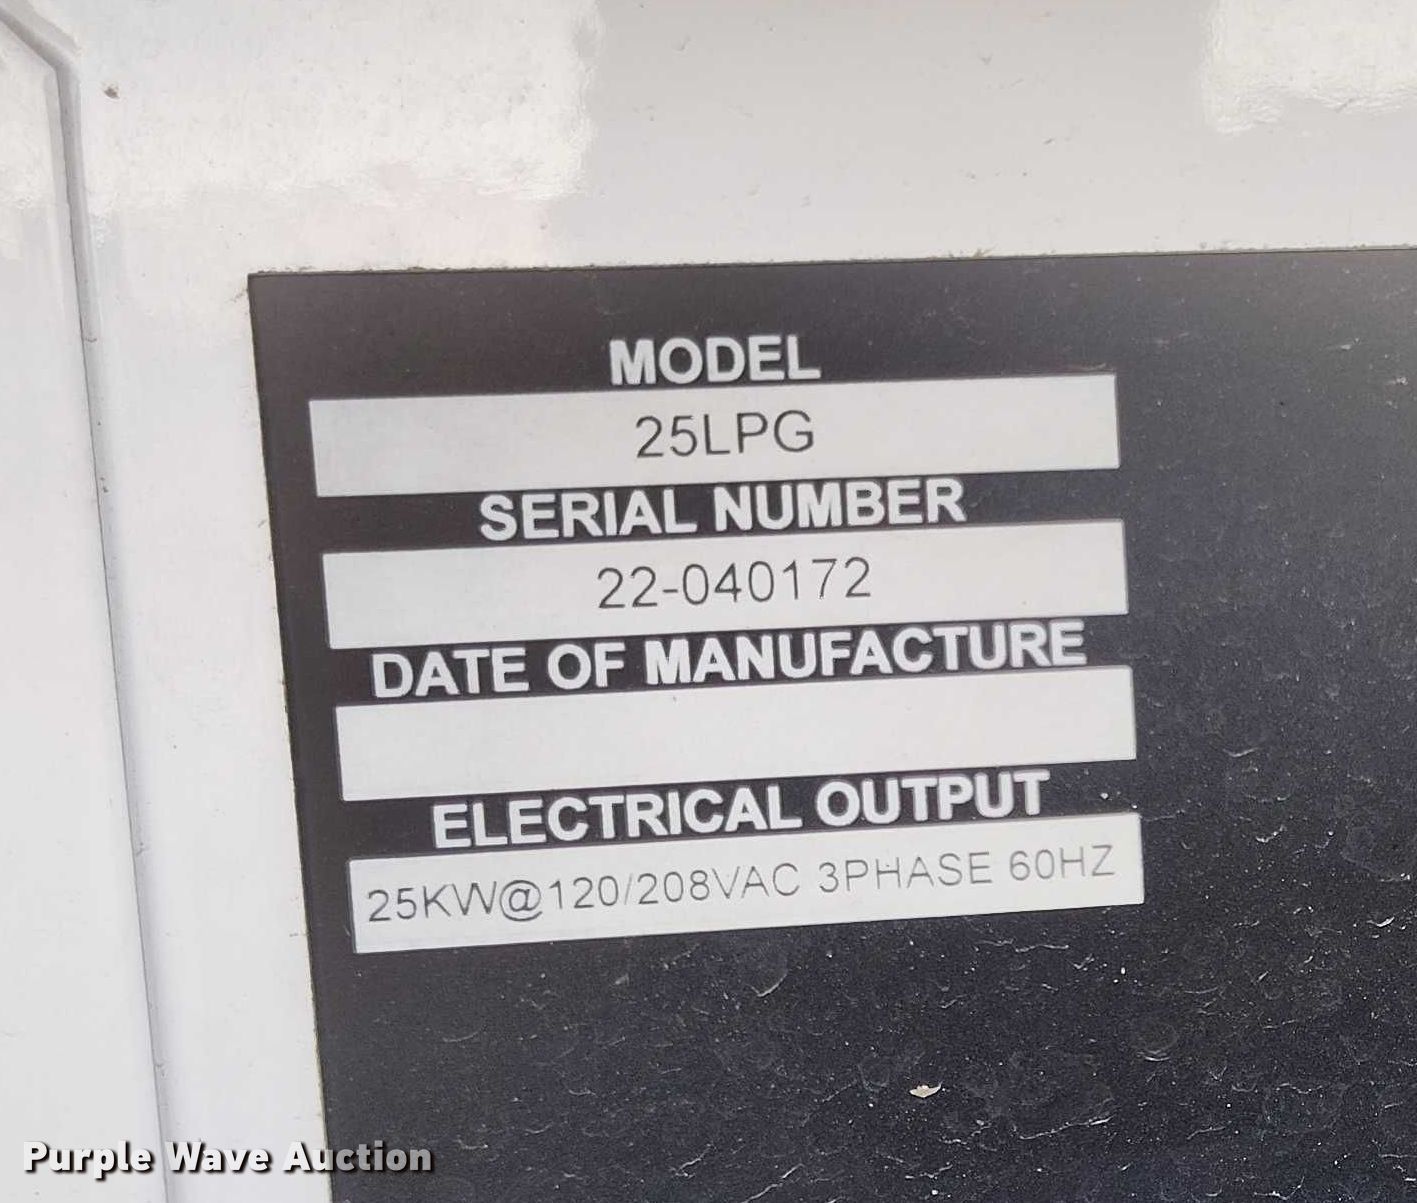 MODEL
25LPG
SERIAL NUMBER
22-040172
DATE OF MANUFACTURE
ELECTRICAL OUTPUT
25KW@120/208VAC 3PHASE 60HZ
Purple Wave Auction